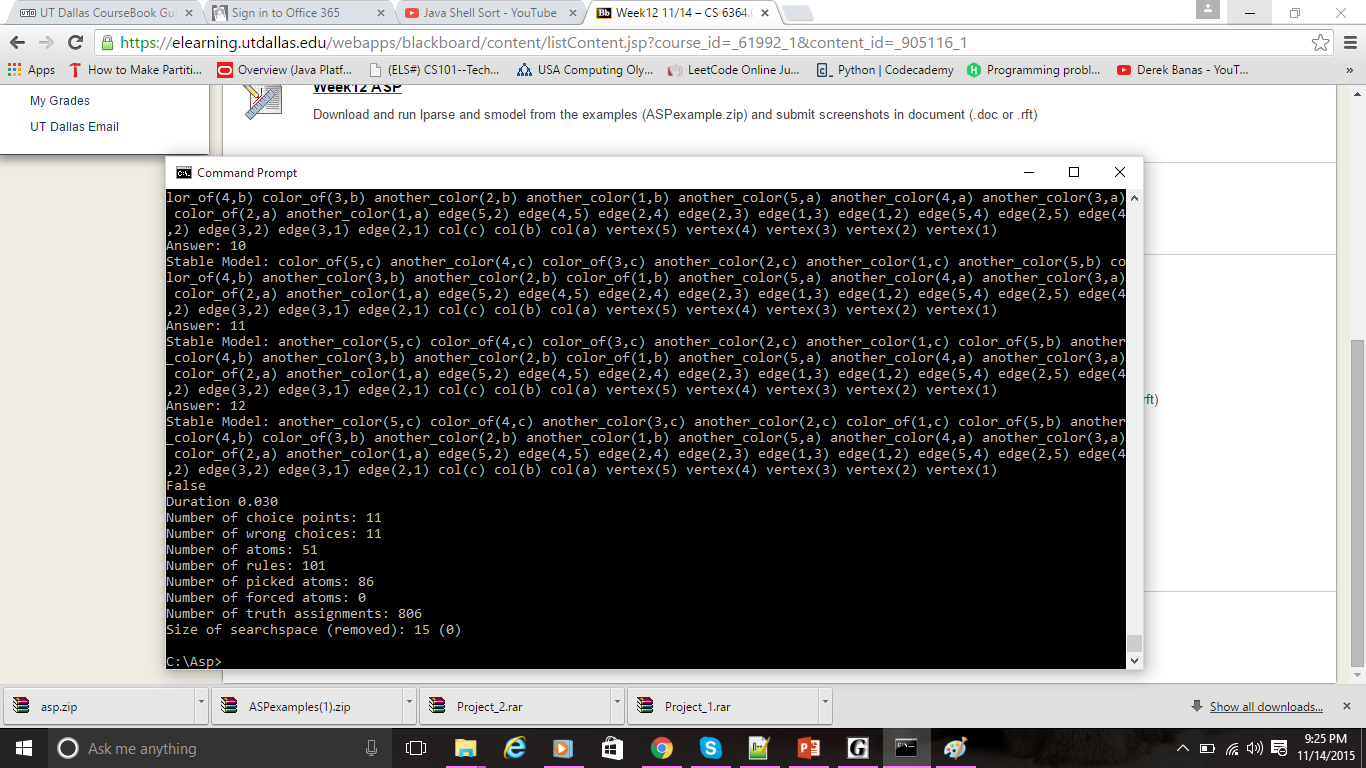 UT Dallas CourseBook Gui
Sign in to Office 365
Java Shell Sort - YouTube
Week12 11/14 – CS 6364.
https://elearning.utdallas.edu/webapps/blackboard/content/listContent.jsp?course_id=_61992_1&content_id=_905116_1
Apps
How to Make Partiti...
Overview (Java Platf...
(ELS#) CS101--Tech...
USA Computing Oly...
LeetCode Online Ju...
Python | Codecademy
Programming probl...
Derek Banas - YouT...
»
My Grades
UT Dallas Email
Week12 ASP
Download and run lparse and smodel from the examples (ASPexample.zip) and submit screenshots in document (.doc or .rft)
Command Prompt
lor_of(4,b) color_of(3,b) another_color(2,b) another_color(1,b) another_color(5,a) another_color(4,a) another_color(3,a)
color_of(2,a) another_color(1,a) edge(5,2) edge(4,5) edge(2,4) edge(2,3) edge(1,3) edge(1,2) edge(5,4) edge(2,5) edge(4
,2) edge(3,2) edge(3,1) edge(2,1) col(c) col(b) col(a) vertex(5) vertex(4) vertex(3) vertex(2) vertex(1)
Answer: 10
Stable Model: color_of(5,c) another_color(4,c) color_of(3,c) another_color(2,c) another_color(1,c) another_color(5,b) co
lor_of(4,b) another_color(3,b) another_color(2,b) color_of(1,b) another_color(5,a) another_color(4,a) another_color(3,a)
color_of(2,a) another_color(1,a) edge(5,2) edge(4,5) edge(2,4) edge(2,3) edge(1,3) edge(1,2) edge(5,4) edge(2,5) edge(4
,2) edge(3,2) edge(3,1) edge(2,1) col(c) col(b) col(a) vertex(5) vertex(4) vertex(3) vertex(2) vertex(1)
Answer: 11
Stable Model: another_color(5,c) color_of(4,c) color_of(3,c) another_color(2,c) another_color(1,c) color_of(5,b) another
_color(4,b) another_color(3,b) another_color(2,b) color_of(1,b) another_color(5,a) another_color(4,a) another_color(3,a)
color_of(2,a) another_color(1,a) edge(5,2) edge(4,5) edge(2,4) edge(2,3) edge(1,3) edge(1,2) edge(5,4) edge(2,5) edge(4
,2) edge(3,2) edge(3,1) edge(2,1) col(c) col(b) col(a) vertex(5) vertex(4) vertex(3) vertex(2) vertex(1)
rft)
Answer: 12
Stable Model: another_color(5,c) color_of(4,c) another_color(3,c) another_color(2,c) color_of(1,c) color_of(5,b) another
_color(4,b) color_of(3,b) another_color(2,b) another_color(1,b) another_color(5,a) another_color(4,a) another_color(3,a)
color_of(2,a) another_color(1,a) edge(5,2) edge(4,5) edge(2,4) edge(2,3) edge(1,3) edge(1,2) edge(5,4) edge(2,5) edge(4
,2) edge(3,2) edge(3,1) edge(2,1) col(c) col(b) col(a) vertex(5) vertex(4) vertex(3) vertex(2) vertex(1)
False
Duration 0.030
Number of choice points: 11
Number of wrong choices: 11
Number of atoms: 51
Number of rules: 101
Number of picked atoms: 86
Number of forced atoms: 0
Number of truth assignments: 806
Size of searchspace (removed): 15 (0)
C:\Asp>
asp.zip
ASPexamples(1).zip
Project_2.rar
Project_1.rar
Show all downloads...
Ask me anything
9:25 PM
11/14/2015